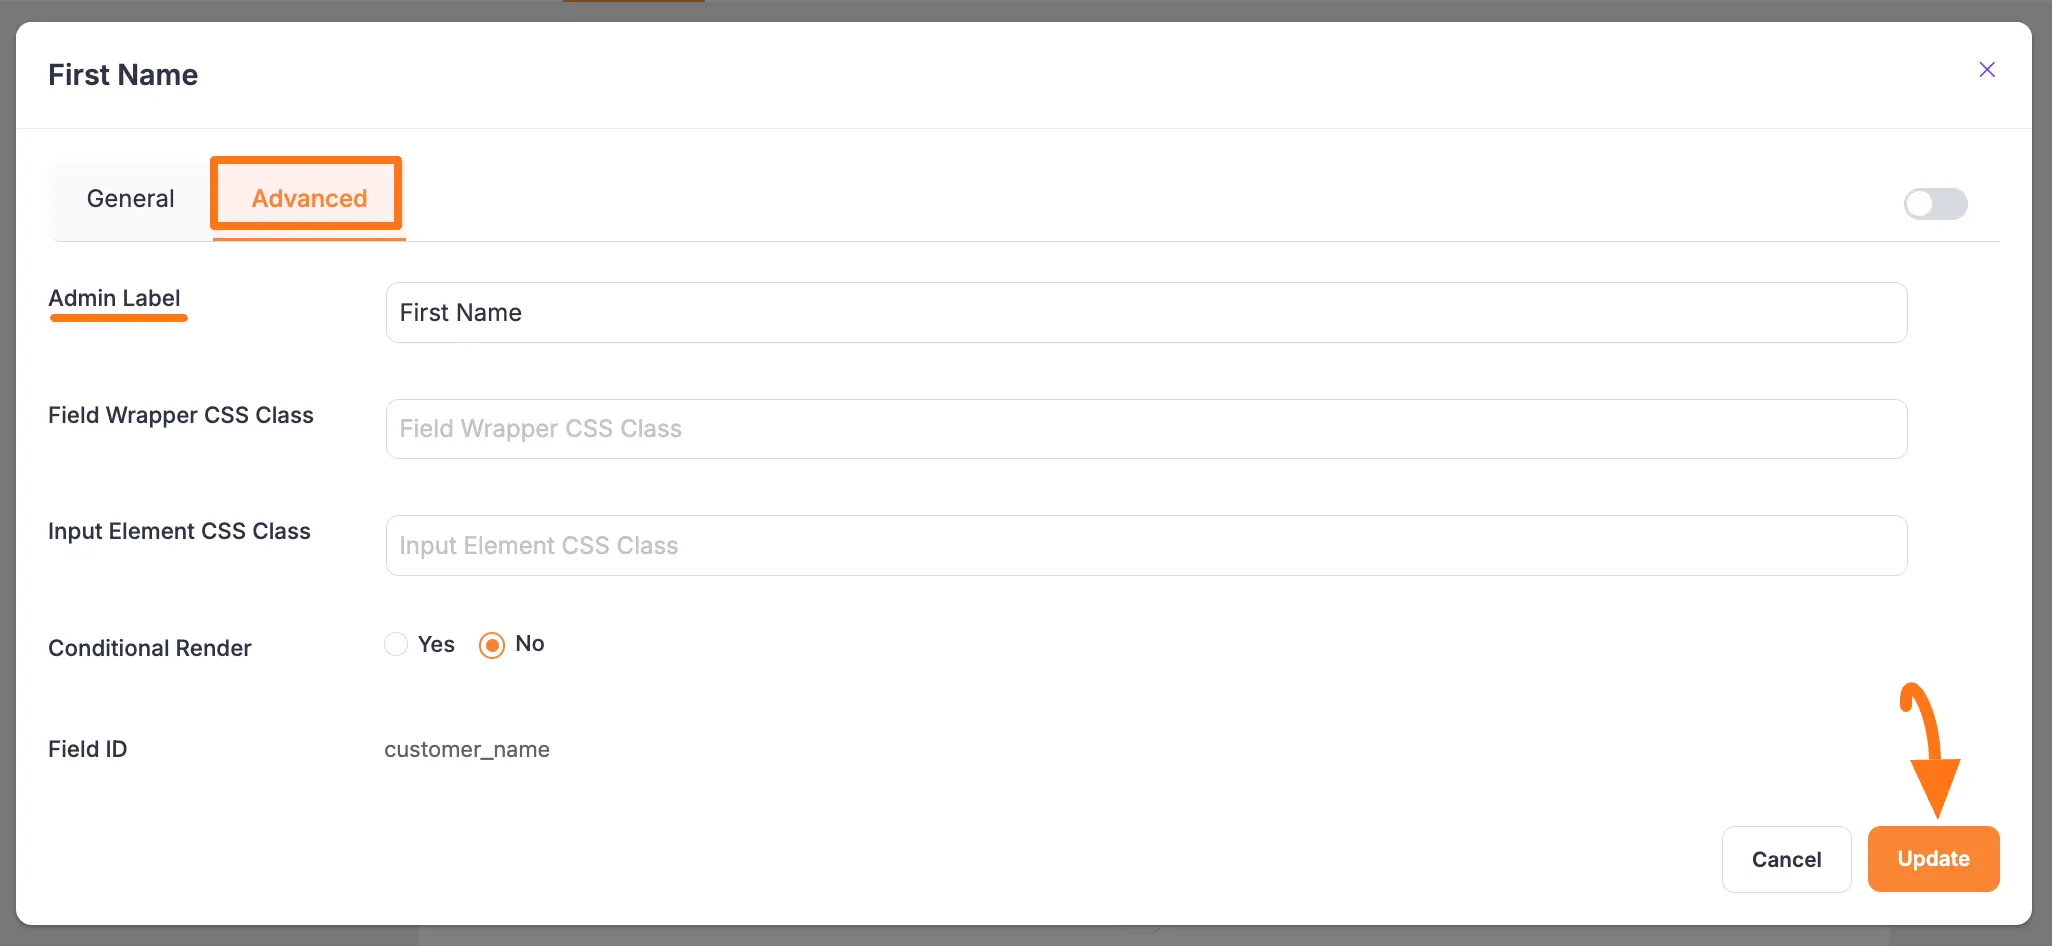 First Name
General Advanced
Admin Label First Name
Field Wrapper CSS Class Field Wrapper CSS Class
Input Element CSS Class Input Element CSS Class
Conditional Render Yes No
Field ID customer_name
Cancel Update